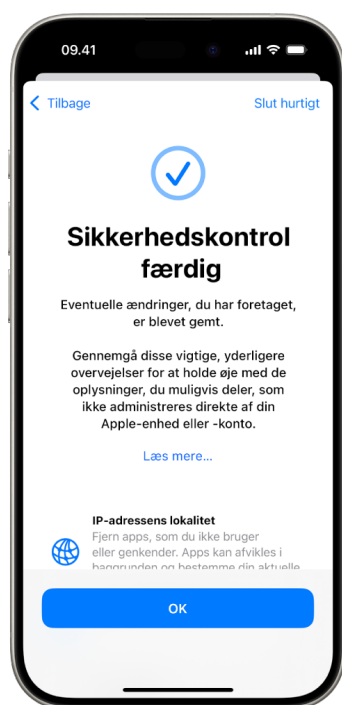 09.41
Tilbage
Slut hurtigt
Sikkerhedskontrol
færdig
Eventuelle ændringer, du har foretaget,
er blevet gemt.
Gennemgå disse vigtige, yderligere
overvejelser for at holde øje med de
oplysninger, du muligvis deler, som
ikke administreres direkte af din
Apple-enhed eller -konto.
Læs mere...
IP-adressens lokalitet
Fjern apps, som du ikke bruger
eller genkender. Apps kan afvikles i
baggrunden og bestemme din aktuelle
OK